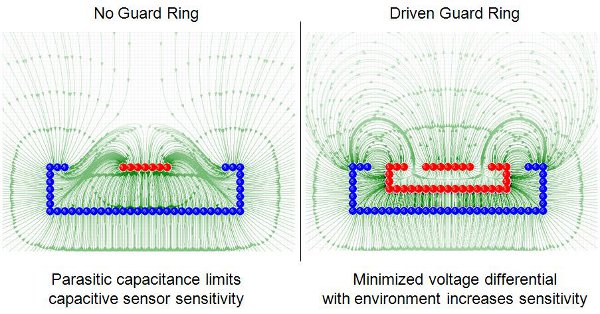 No Guard Ring
Driven Guard Ring
Parasitic capacitance limits
capacitive sensor sensitivity
Minimized voltage differential
with environment increases sensitivity